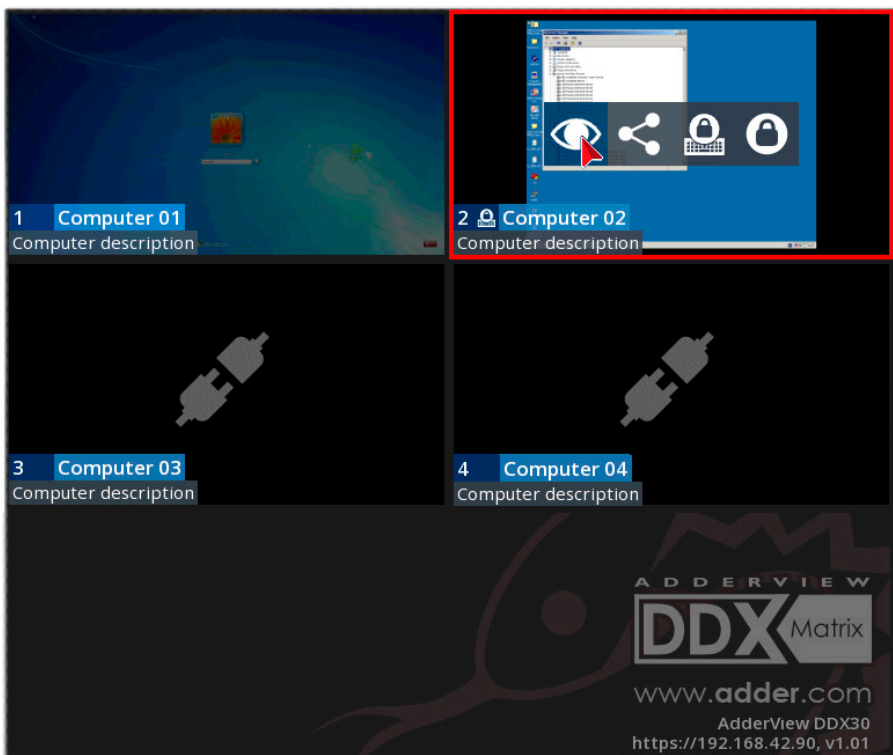 1 Computer 01
Computer description
2 Computer 02
Computer description
3 Computer 03
Computer description
4 Computer 04
Computer description
ADDERVIEW
DDX Matrix
www.adder.com
AdderView DDX30
https://192.168.42.90, v1.01